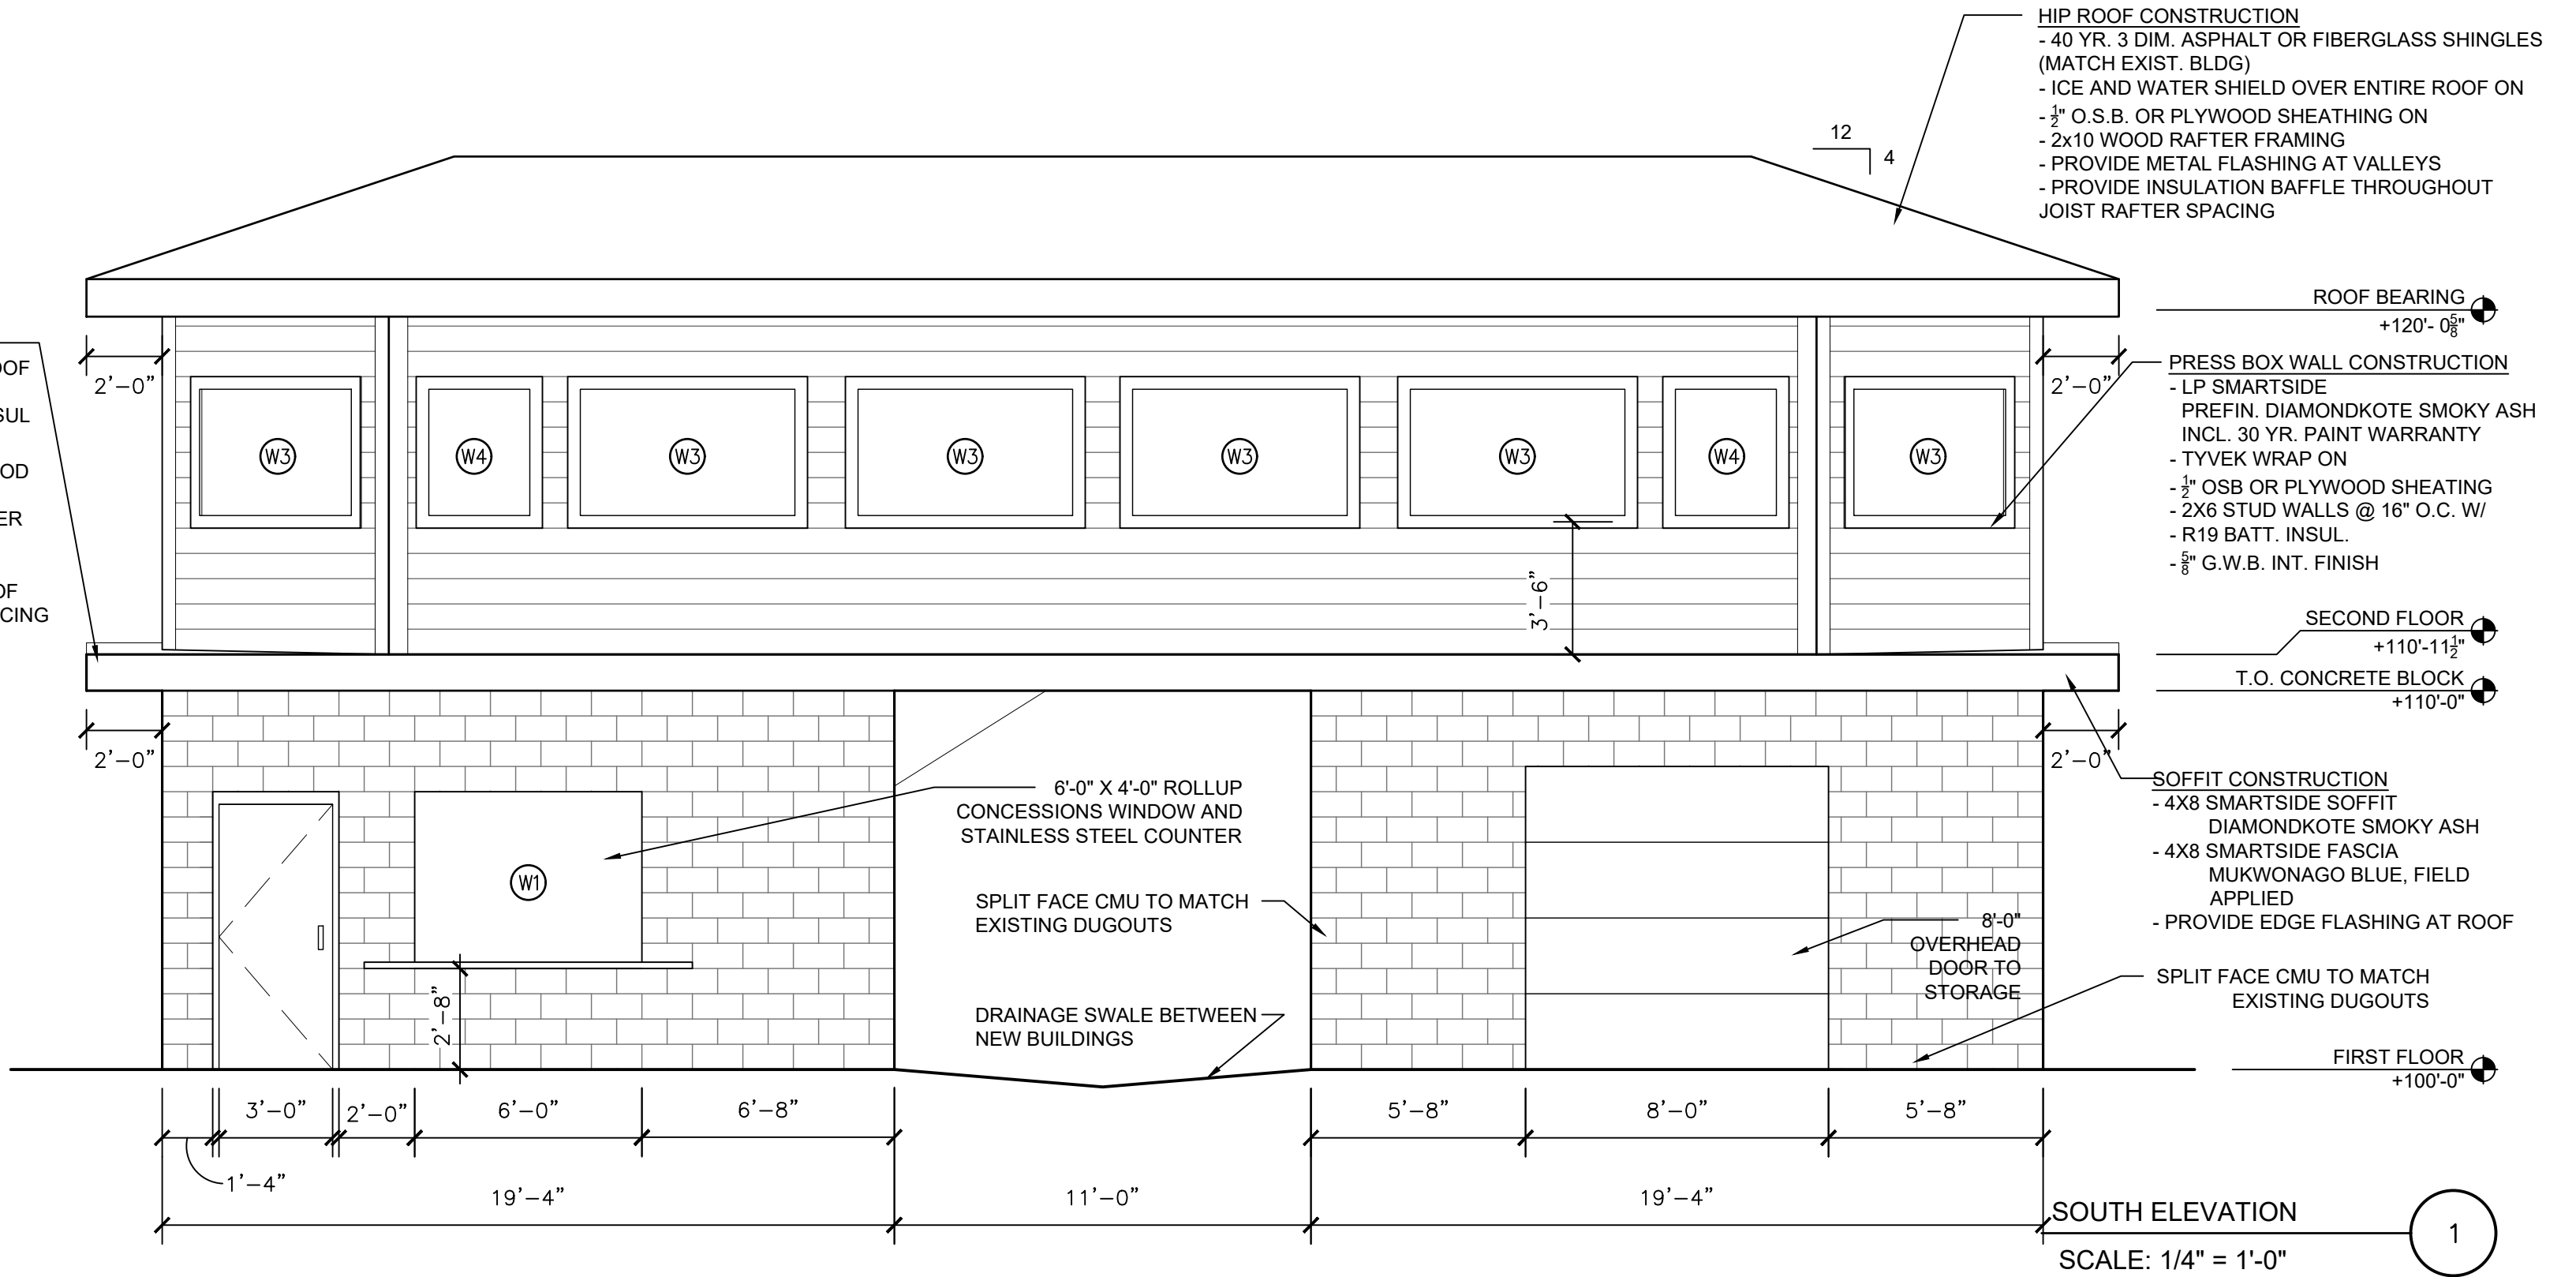 HIP ROOF CONSTRUCTION
- 40 YR. 3 DIM. ASPHALT OR FIBERGLASS SHINGLES
(MATCH EXIST. BLDG)
- ICE AND WATER SHIELD OVER ENTIRE ROOF ON
- 1/2" O.S.B. OR PLYWOOD SHEATHING ON
- 2x10 WOOD RAFTER FRAMING
- PROVIDE METAL FLASHING AT VALLEYS
- PROVIDE INSULATION BAFFLE THROUGHOUT
JOIST RAFTER SPACING
12
4
ROOF BEARING
+120'- 0 5/8"
PRESS BOX WALL CONSTRUCTION
- LP SMARTSIDE
PREFIN. DIAMONDKOTE SMOKY ASH
INCL. 30 YR. PAINT WARRANTY
- TYVEK WRAP ON
- 1/2" OSB OR PLYWOOD SHEATING
- 2X6 STUD WALLS @ 16" O.C. W/
- R19 BATT. INSUL.
- 5/8" G.W.B. INT. FINISH
2'-0"
2'-0"
OOF
SUL
OD
ER
OF
CING
W3
W4
W3
W3
W3
W3
W4
W3
3'-6"
SECOND FLOOR
+110'-11 1/2"
T.O. CONCRETE BLOCK
+110'-0"
2'-0"
2'-0"
SOFFIT CONSTRUCTION
- 4X8 SMARTSIDE SOFFIT
DIAMONDKOTE SMOKY ASH
- 4X8 SMARTSIDE FASCIA
MUKWONAGO BLUE, FIELD
APPLIED
- PROVIDE EDGE FLASHING AT ROOF
6'-0" X 4'-0" ROLLUP
CONCESSIONS WINDOW AND
STAINLESS STEEL COUNTER
W1
SPLIT FACE CMU TO MATCH
EXISTING DUGOUTS
8'-0"
OVERHEAD
DOOR TO
STORAGE
2'-8"
DRAINAGE SWALE BETWEEN
NEW BUILDINGS
SPLIT FACE CMU TO MATCH
EXISTING DUGOUTS
FIRST FLOOR
+100'-0"
3'-0"
2'-0"
6'-0"
6'-8"
5'-8"
8'-0"
5'-8"
1'-4"
19'-4"
11'-0"
19'-4"
SOUTH ELEVATION
1
SCALE: 1/4" = 1'-0"